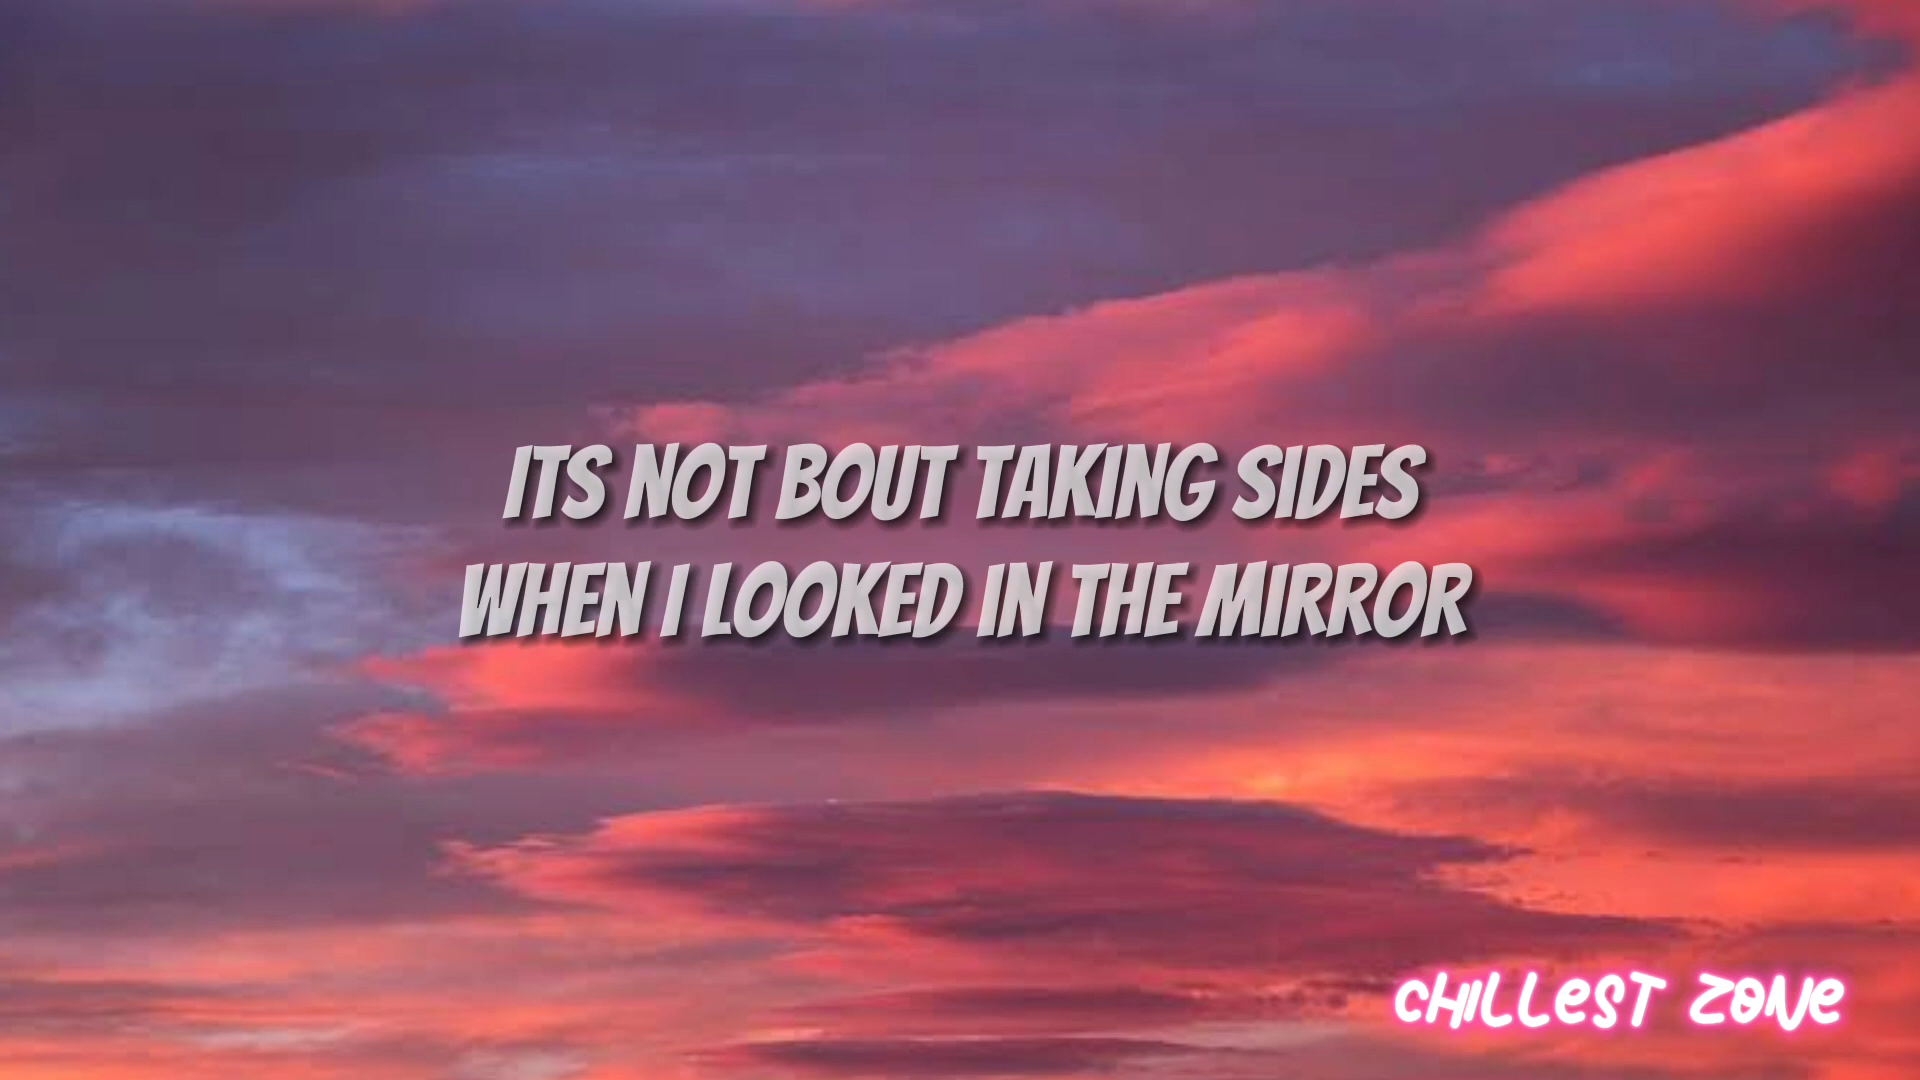 ITS NOT BOUT TAKING SIDES
WHEN I LOOKED IN THE MIRROR
CHILLEST ZONE